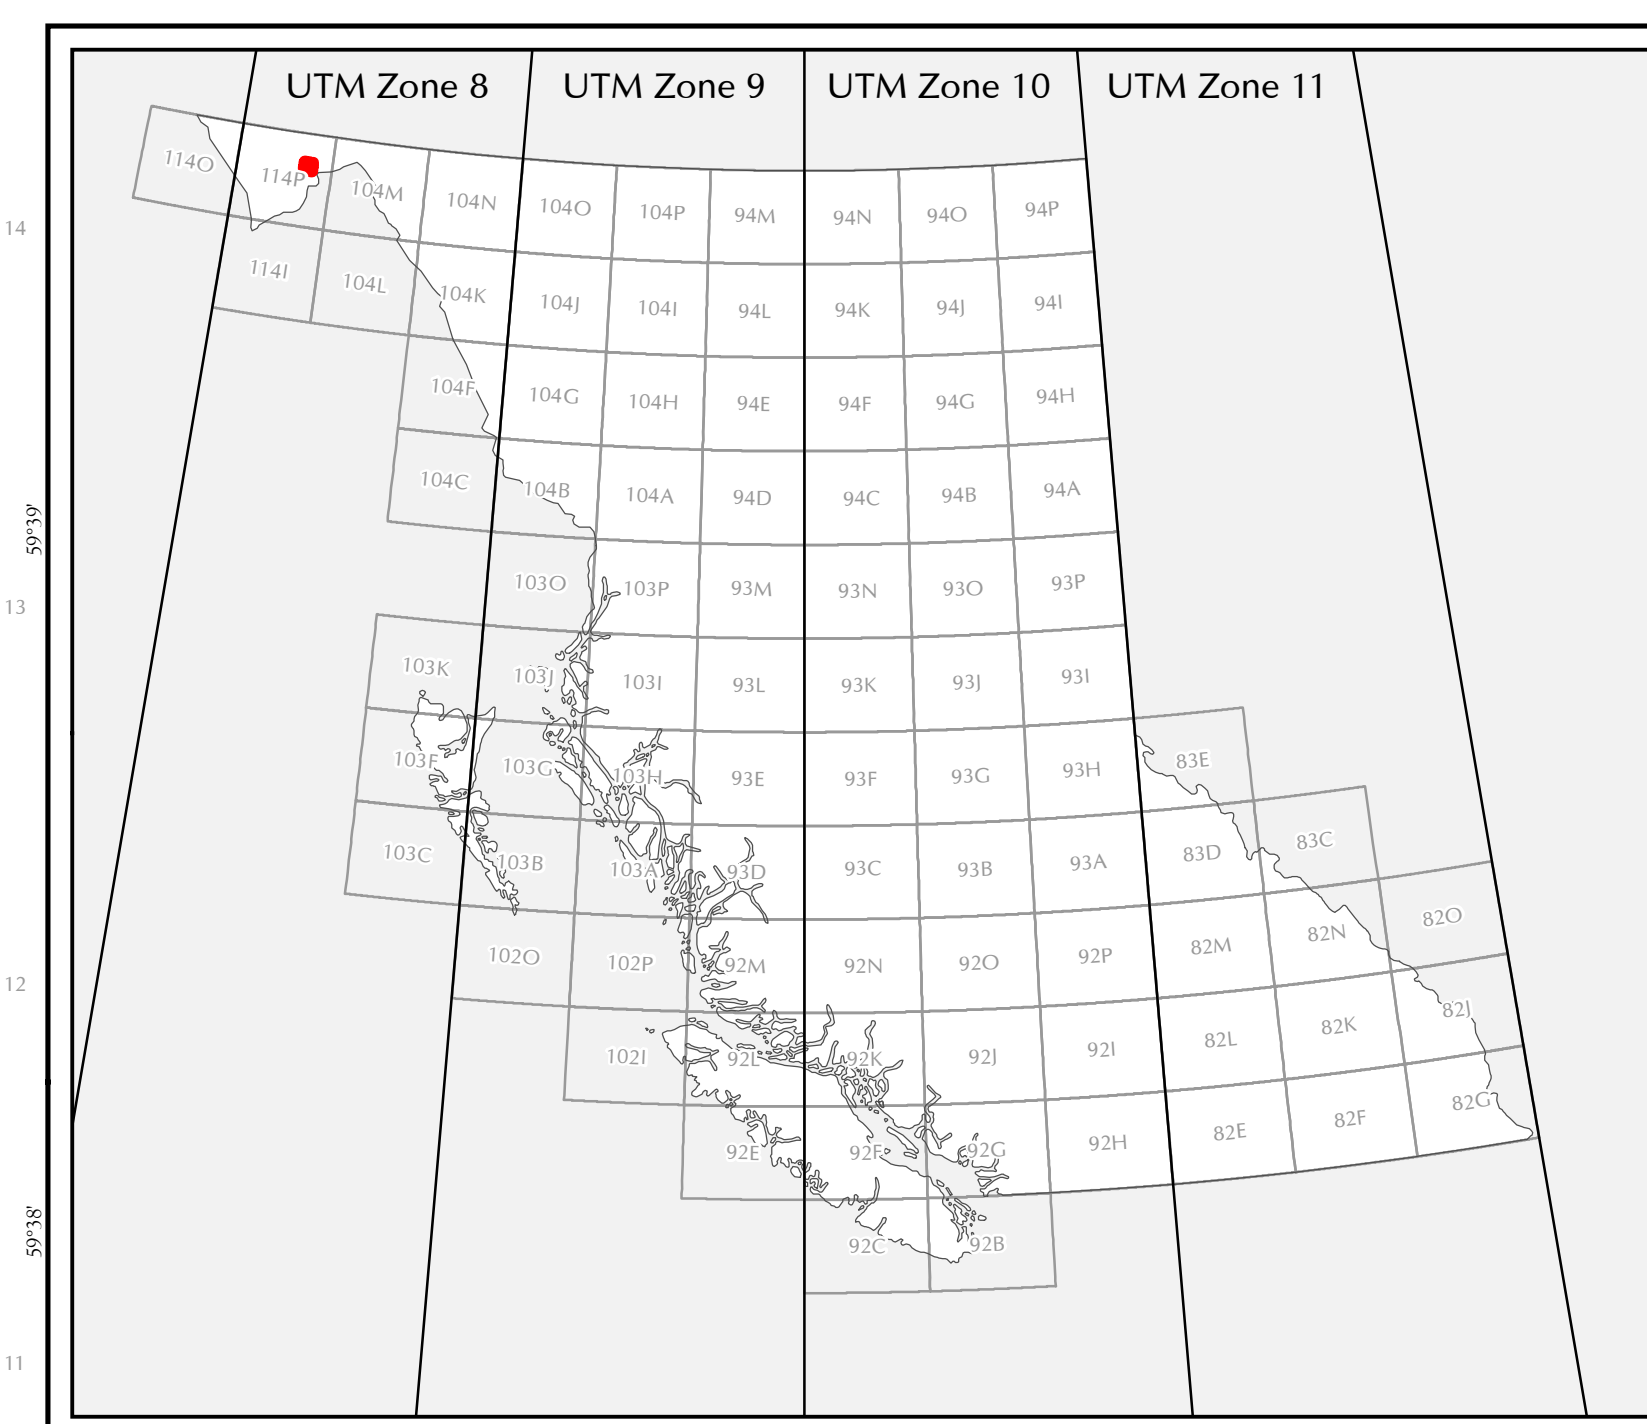 UTM Zone 8 UTM Zone 9 UTM Zone 10 UTM Zone 11
114O 114P 104M 104N 104O 104P 94M 94N 94O 94P
14
114I 104L 104K 104J 104I 94L 94K 94J 94I
104F 104G 104H 94E 94F 94G 94H
104C 104B 104A 94D 94C 94B 94A
59°39'
103O 103P 93M 93N 93O 93P
13
103K 103J 103I 93L 93K 93J 93I
103F 103G 103H 93E 93F 93G 93H 83E
103C 103B 103A 93D 93C 93B 93A 83D 83C
102O 102P 92M 92N 92O 92P 82M 82N 82O
12
102I 92L 92K 92J 92I 82L 82K 82J
92E 92F 92G 92H 82E 82F 82G
59°38'
92C 92B
11